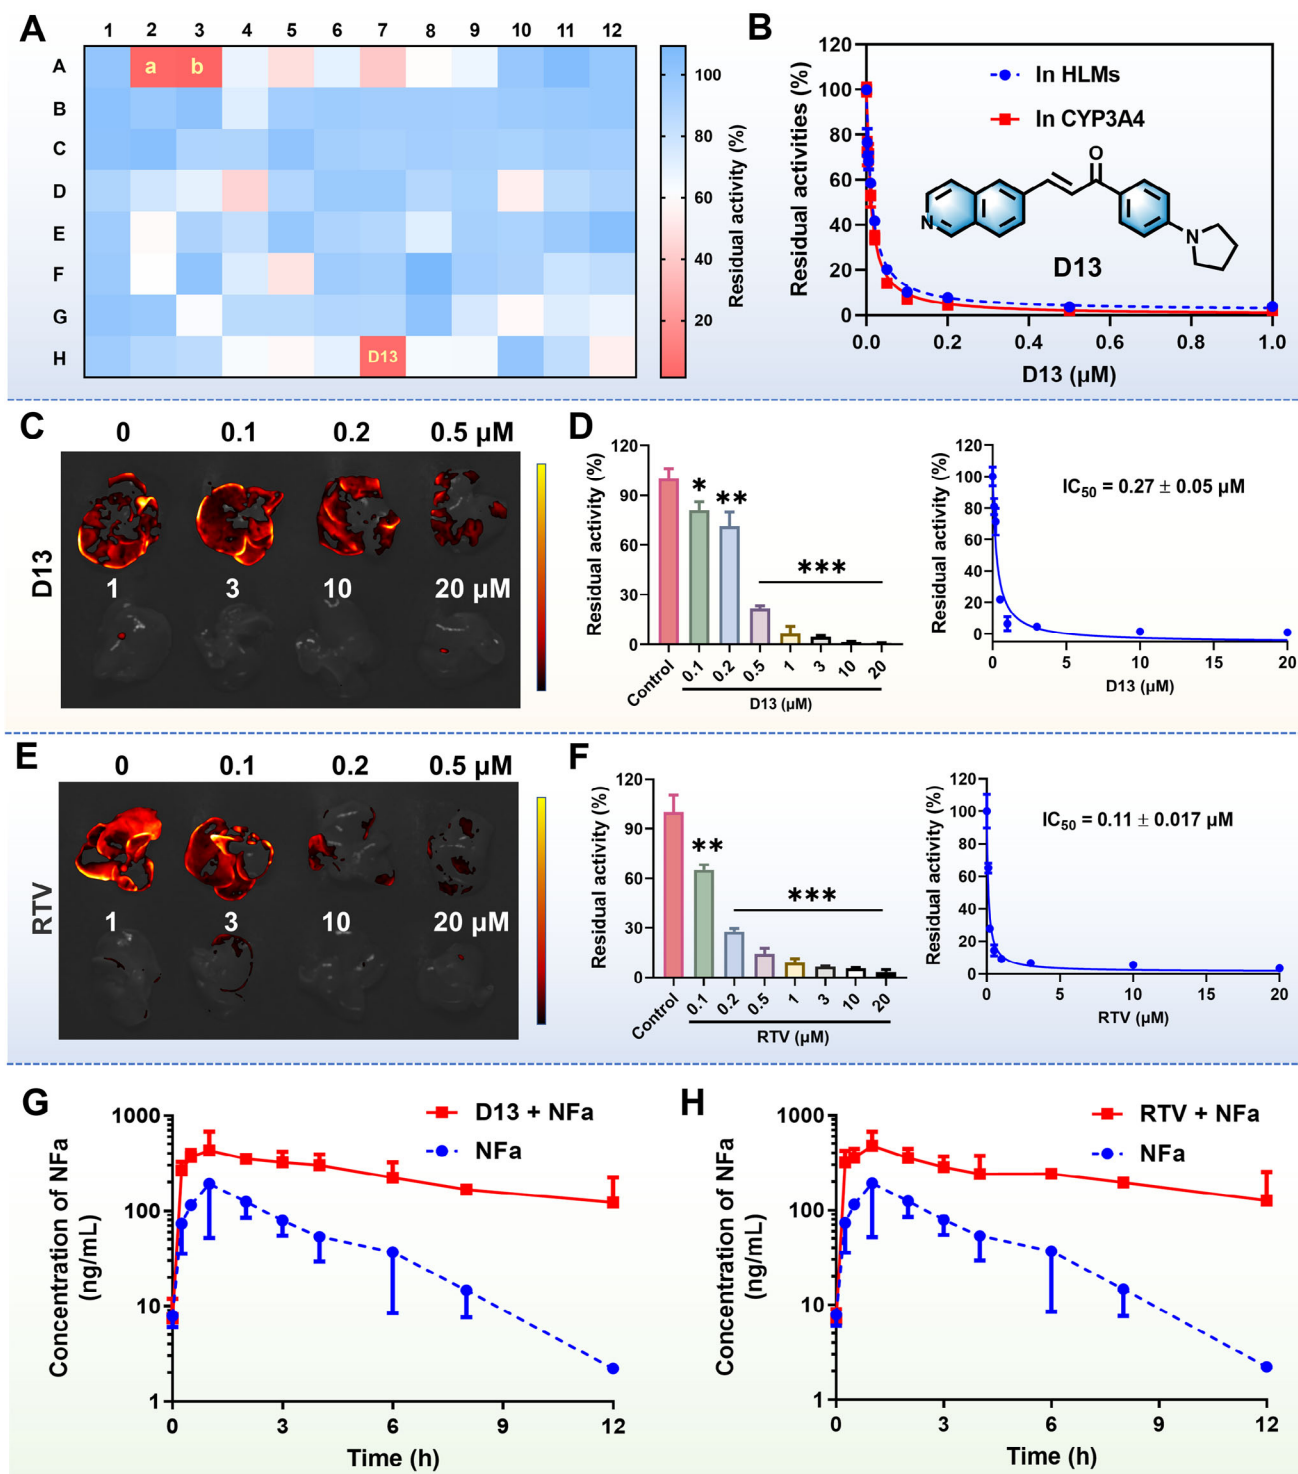 A
1 2 3 4 5 6 7 8 9 10 11 12
A
a
b
B
C
D
E
F
G
H
D13
100
80
60
40
20
Residual activity (%)
B
Residual activities (%)
120
100
80
60
40
20
0
In HLMs
In CYP3A4
O
N
N
D13
0.0 0.2 0.4 0.6 0.8 1.0
D13 (µM)
C
0 0.1 0.2 0.5 µM
D13
1 3 10 20 µM
D
Residual activity (%)
120
90
60
30
0
*
**
***
Control 0.1 0.2 0.5 1 3 10 20
D13 (µM)
Residual activity (%)
120
100
80
60
40
20
0
IC50 = 0.27 ± 0.05 µM
0 5 10 15 20
D13 (µM)
E
0 0.1 0.2 0.5 µM
RTV
1 3 10 20 µM
F
Residual activity (%)
120
90
60
30
0
**
***
Control 0.1 0.2 0.5 1 3 10 20
RTV (µM)
Residual activity (%)
120
100
80
60
40
20
0
IC50 = 0.11 ± 0.017 µM
0 5 10 15 20
RTV (µM)
G
Concentration of NFa
(ng/mL)
1000
100
10
1
D13 + NFa
NFa
0 3 6 9 12
Time (h)
H
Concentration of NFa
(ng/mL)
1000
100
10
1
RTV + NFa
NFa
0 3 6 9 12
Time (h)